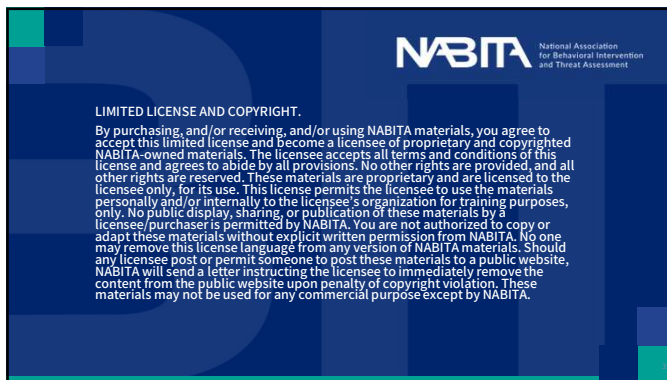 NABITA
National Association
for Behavioral Intervention
and Threat Assessment
LIMITED LICENSE AND COPYRIGHT.
By purchasing, and/or receiving, and/or using NABITA materials, you agree to
accept this limited license and become a licensee of proprietary and copyrighted
NABITA-owned materials. The licensee accepts all terms and conditions of this
license and agrees to abide by all provisions. No other rights are provided, and all
other rights are reserved. These materials are proprietary and are licensed to the
licensee only, for its use. This license permits the licensee to use the materials
personally and/or internally to the licensee's organization for training purposes,
only. No public display, sharing, or publication of these materials by a
licensee/purchaser is permitted by NABITA. You are not authorized to copy or
adapt these materials without explicit written permission from NABITA. No one
may remove this license language from any version of NABITA materials. Should
any licensee post or permit someone to post these materials to a public website,
NABITA will send a letter instructing the licensee to immediately remove the
content from the public website upon penalty of copyright violation. These
materials may not be used for any commercial purpose except by NABITA.